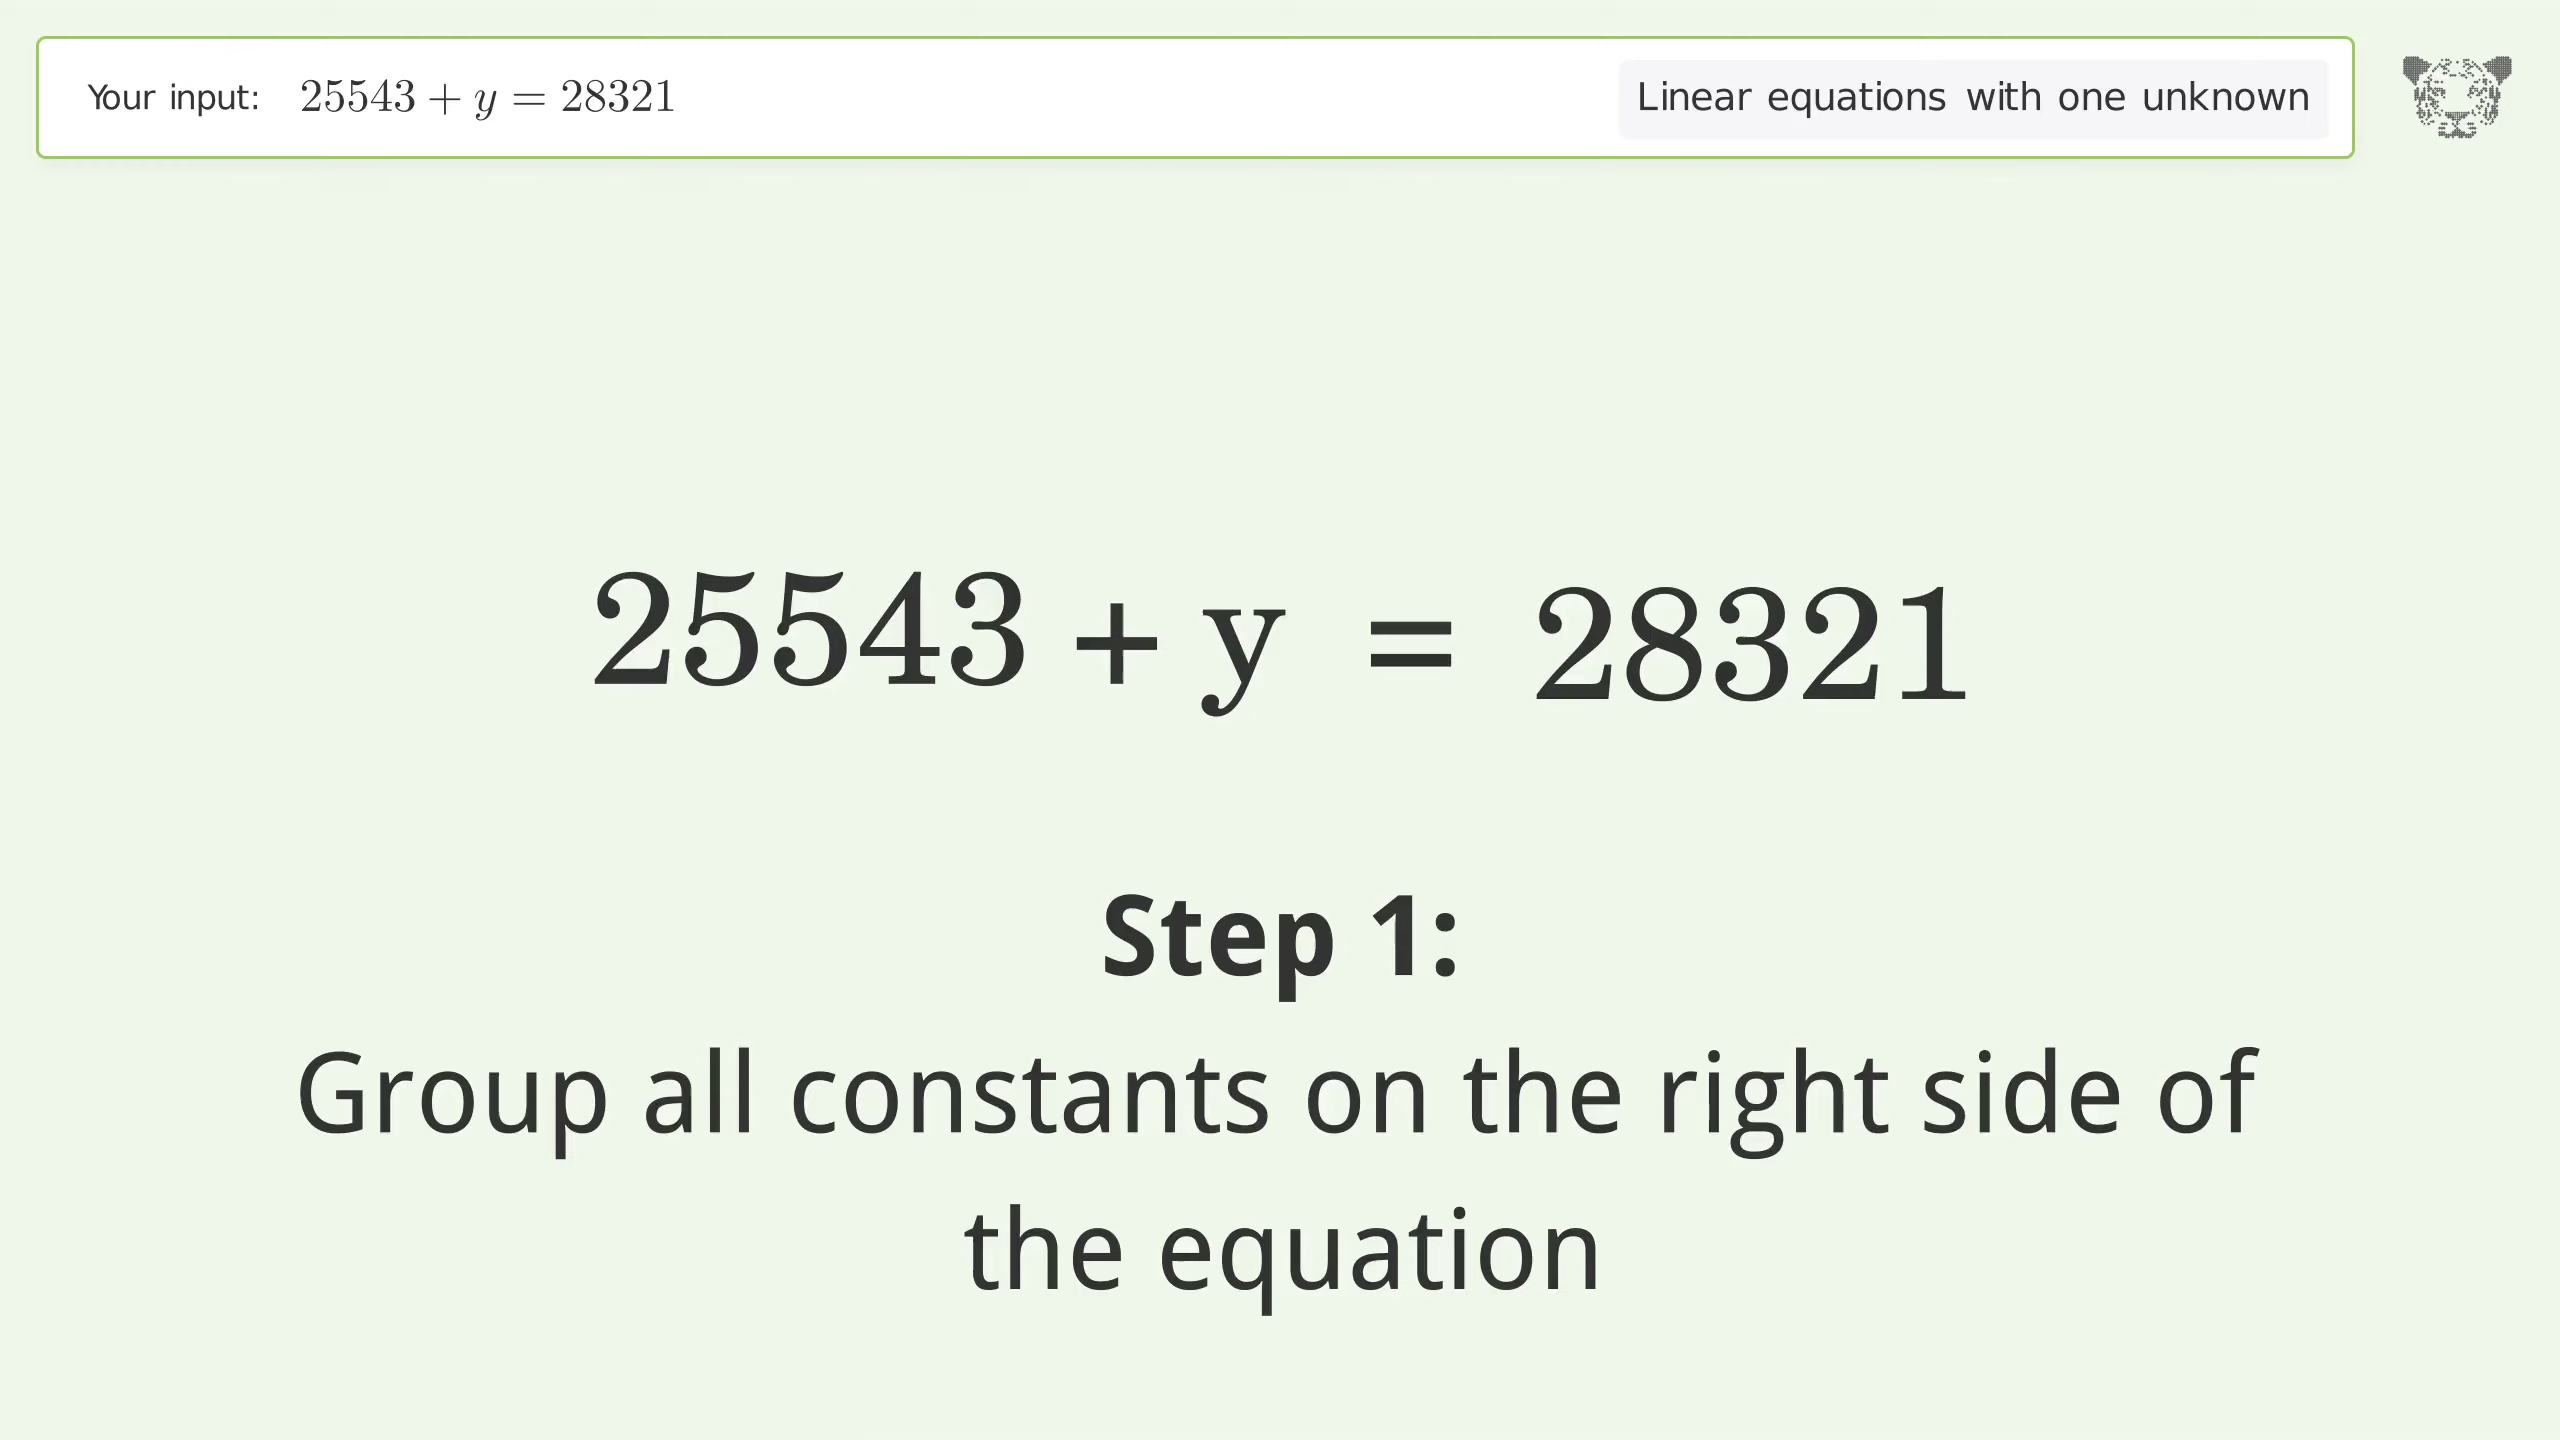 Your input: 25543 + y = 28321
Linear equations with one unknown
25543 + y = 28321
Step 1:
Group all constants on the right side of
the equation